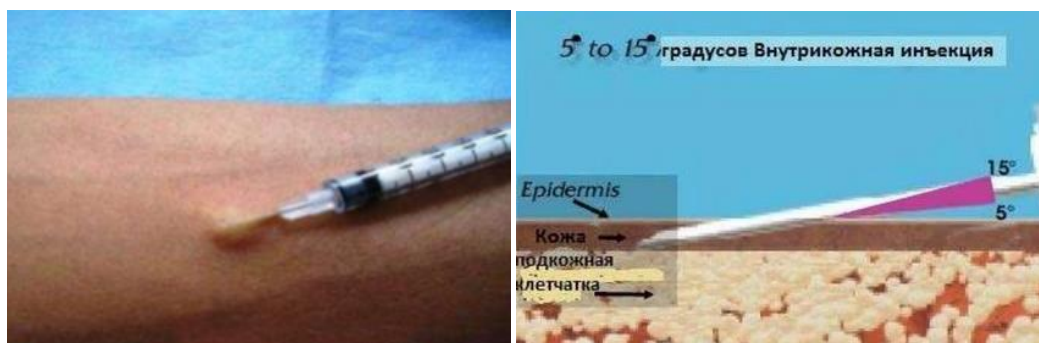 5° to 15° градусов Внутрикожная инъекция
15°
5°
Epidermis
Кожа
подкожная
клетчатка